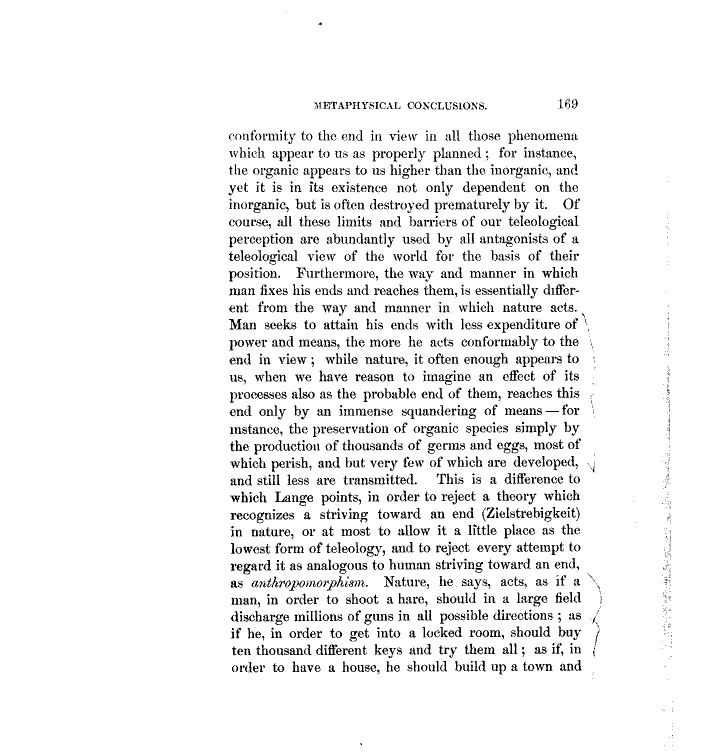 METAPHYSICAL CONCLUSIONS. 169
conformity to the end in view in all those phenomena
which appear to us as properly planned ; for instance,
the organic appears to us higher than the inorganic, and
yet it is in its existence not only dependent on the
inorganic, but is often destroyed prematurely by it. Of
course, all these limits and barriers of our teleological
perception are abundantly used by all antagonists of a
teleological view of the world for the basis of their
position. Furthermore, the way and manner in which
man fixes his ends and reaches them, is essentially differ-
ent from the way and manner in which nature acts.
Man seeks to attain his ends with less expenditure of
power and means, the more he acts conformably to the
end in view ; while nature, it often enough appears to
us, when we have reason to imagine an effect of its
processes also as the probable end of them, reaches this
end only by an immense squandering of means — for
instance, the preservation of organic species simply by
the production of thousands of germs and eggs, most of
which perish, and but very few of which are developed,
and still less are transmitted. This is a difference to
which Lange points, in order to reject a theory which
recognizes a striving toward an end (Zielstrebigkeit)
in nature, or at most to allow it a little place as the
lowest form of teleology, and to reject every attempt to
regard it as analogous to human striving toward an end,
as anthropomorphism. Nature, he says, acts, as if a
man, in order to shoot a hare, should in a large field
discharge millions of guns in all possible directions ; as
if he, in order to get into a locked room, should buy
ten thousand different keys and try them all ; as if, in
order to have a house, he should build up a town and